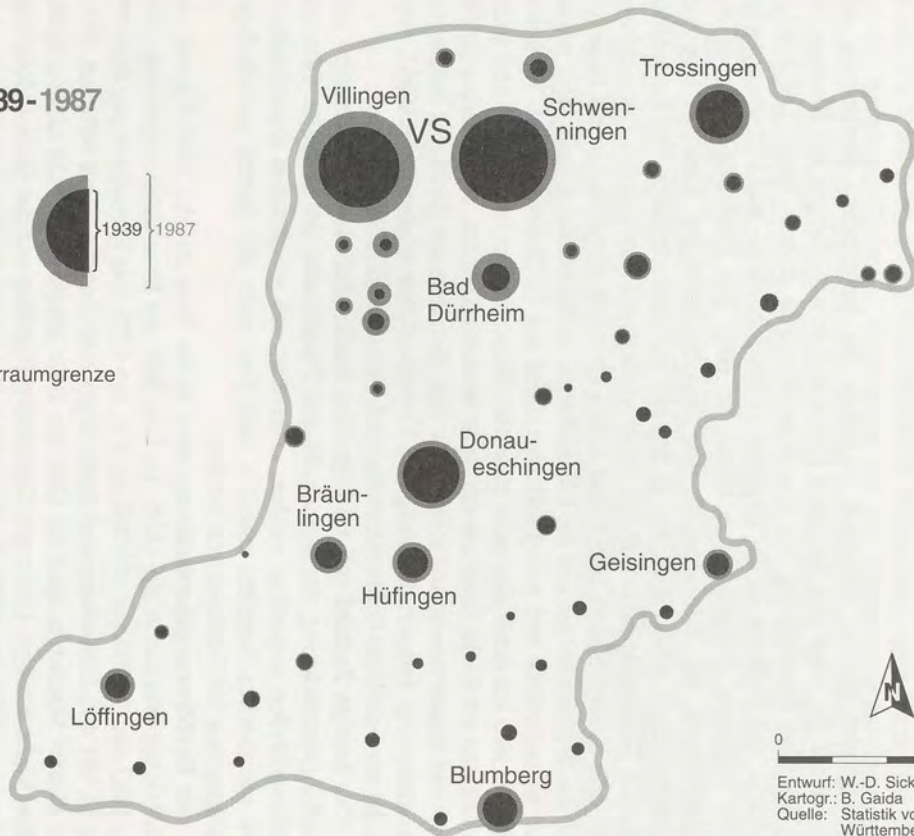 39-1987
1939
1987
rraumgrenze
Villingen
VS
Schwen-
ningen
Trossingen
Bad
Dürrheim
Donau-
eschingen
Bräun-
lingen
Hüfingen
Geisingen
Löffingen
Blumberg
N
0
Entwurf: W.-D. Sick
Kartogr.: B. Gaida
Quelle: Statistik vo
Württembe